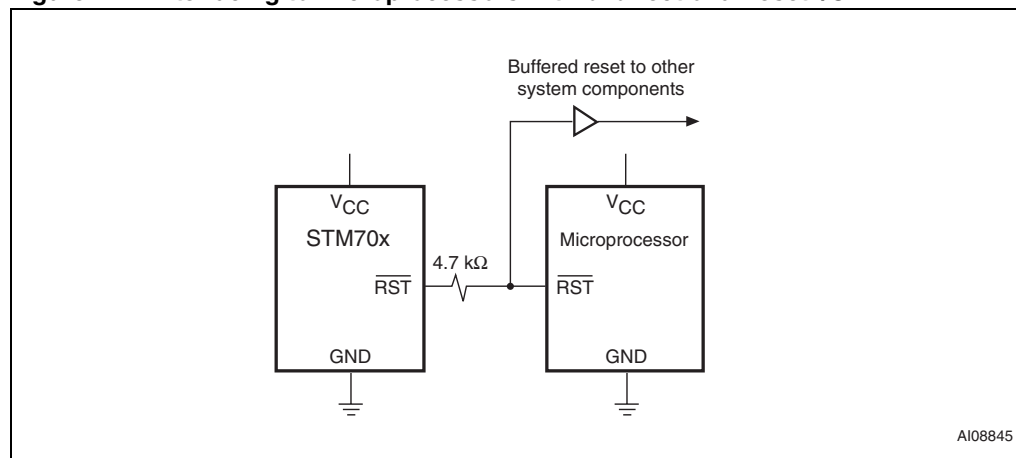 Buffered reset to other
system components
VCC
STM70x
RST
GND
4.7 kΩ
VCC
Microprocessor
RST
GND
AI08845